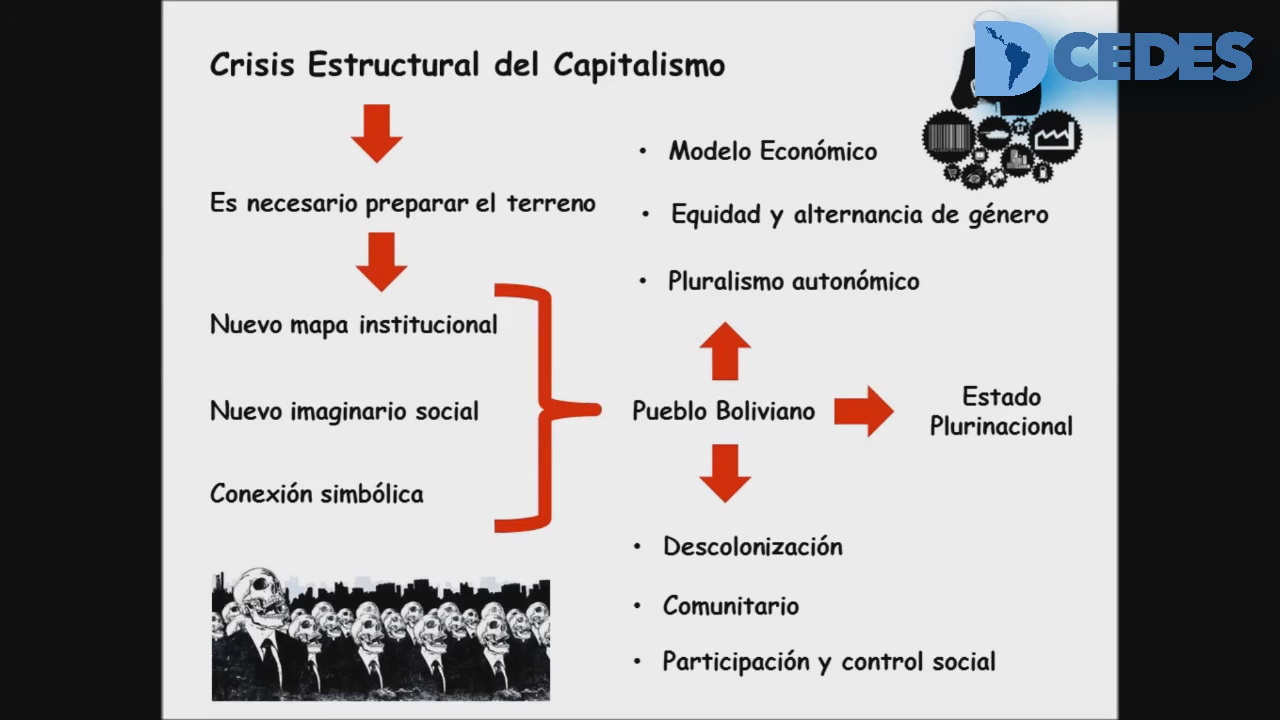 Crisis Estructural del Capitalismo
DCEDES
Es necesario preparar el terreno
Nuevo mapa institucional
Nuevo imaginario social
Conexión simbólica
• Modelo Económico
• Equidad y alternancia de género
• Pluralismo autonómico
Pueblo Boliviano
Estado
Plurinacional
• Descolonización
• Comunitario
• Participación y control social